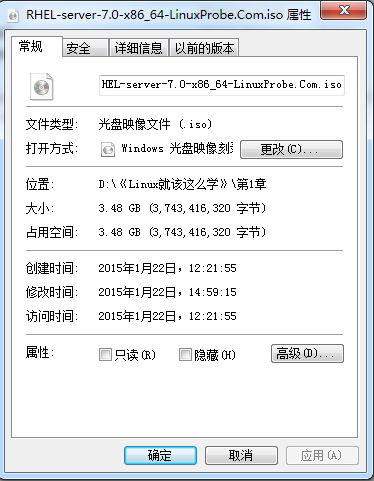 RHEL-server-7.0-x86_64-LinuxProbe.Com.iso 属性
常规 安全 详细信息 以前的版本
HEL-server-7.0-x86_64-LinuxProbe.Com.iso
文件类型: 光盘映像文件 (.iso)
打开方式: Windows 光盘映像刻 更改(C)...
位置: D:\《Linux就该这么学》\第1章
大小: 3.48 GB (3,743,416,320 字节)
占用空间: 3.48 GB (3,743,416,320 字节)
创建时间: 2015年1月22日，12:21:55
修改时间: 2015年1月22日，14:59:15
访问时间: 2015年1月22日，12:21:55
属性: 只读(R) 隐藏(H) 高级(D)...
确定 取消 应用(A)